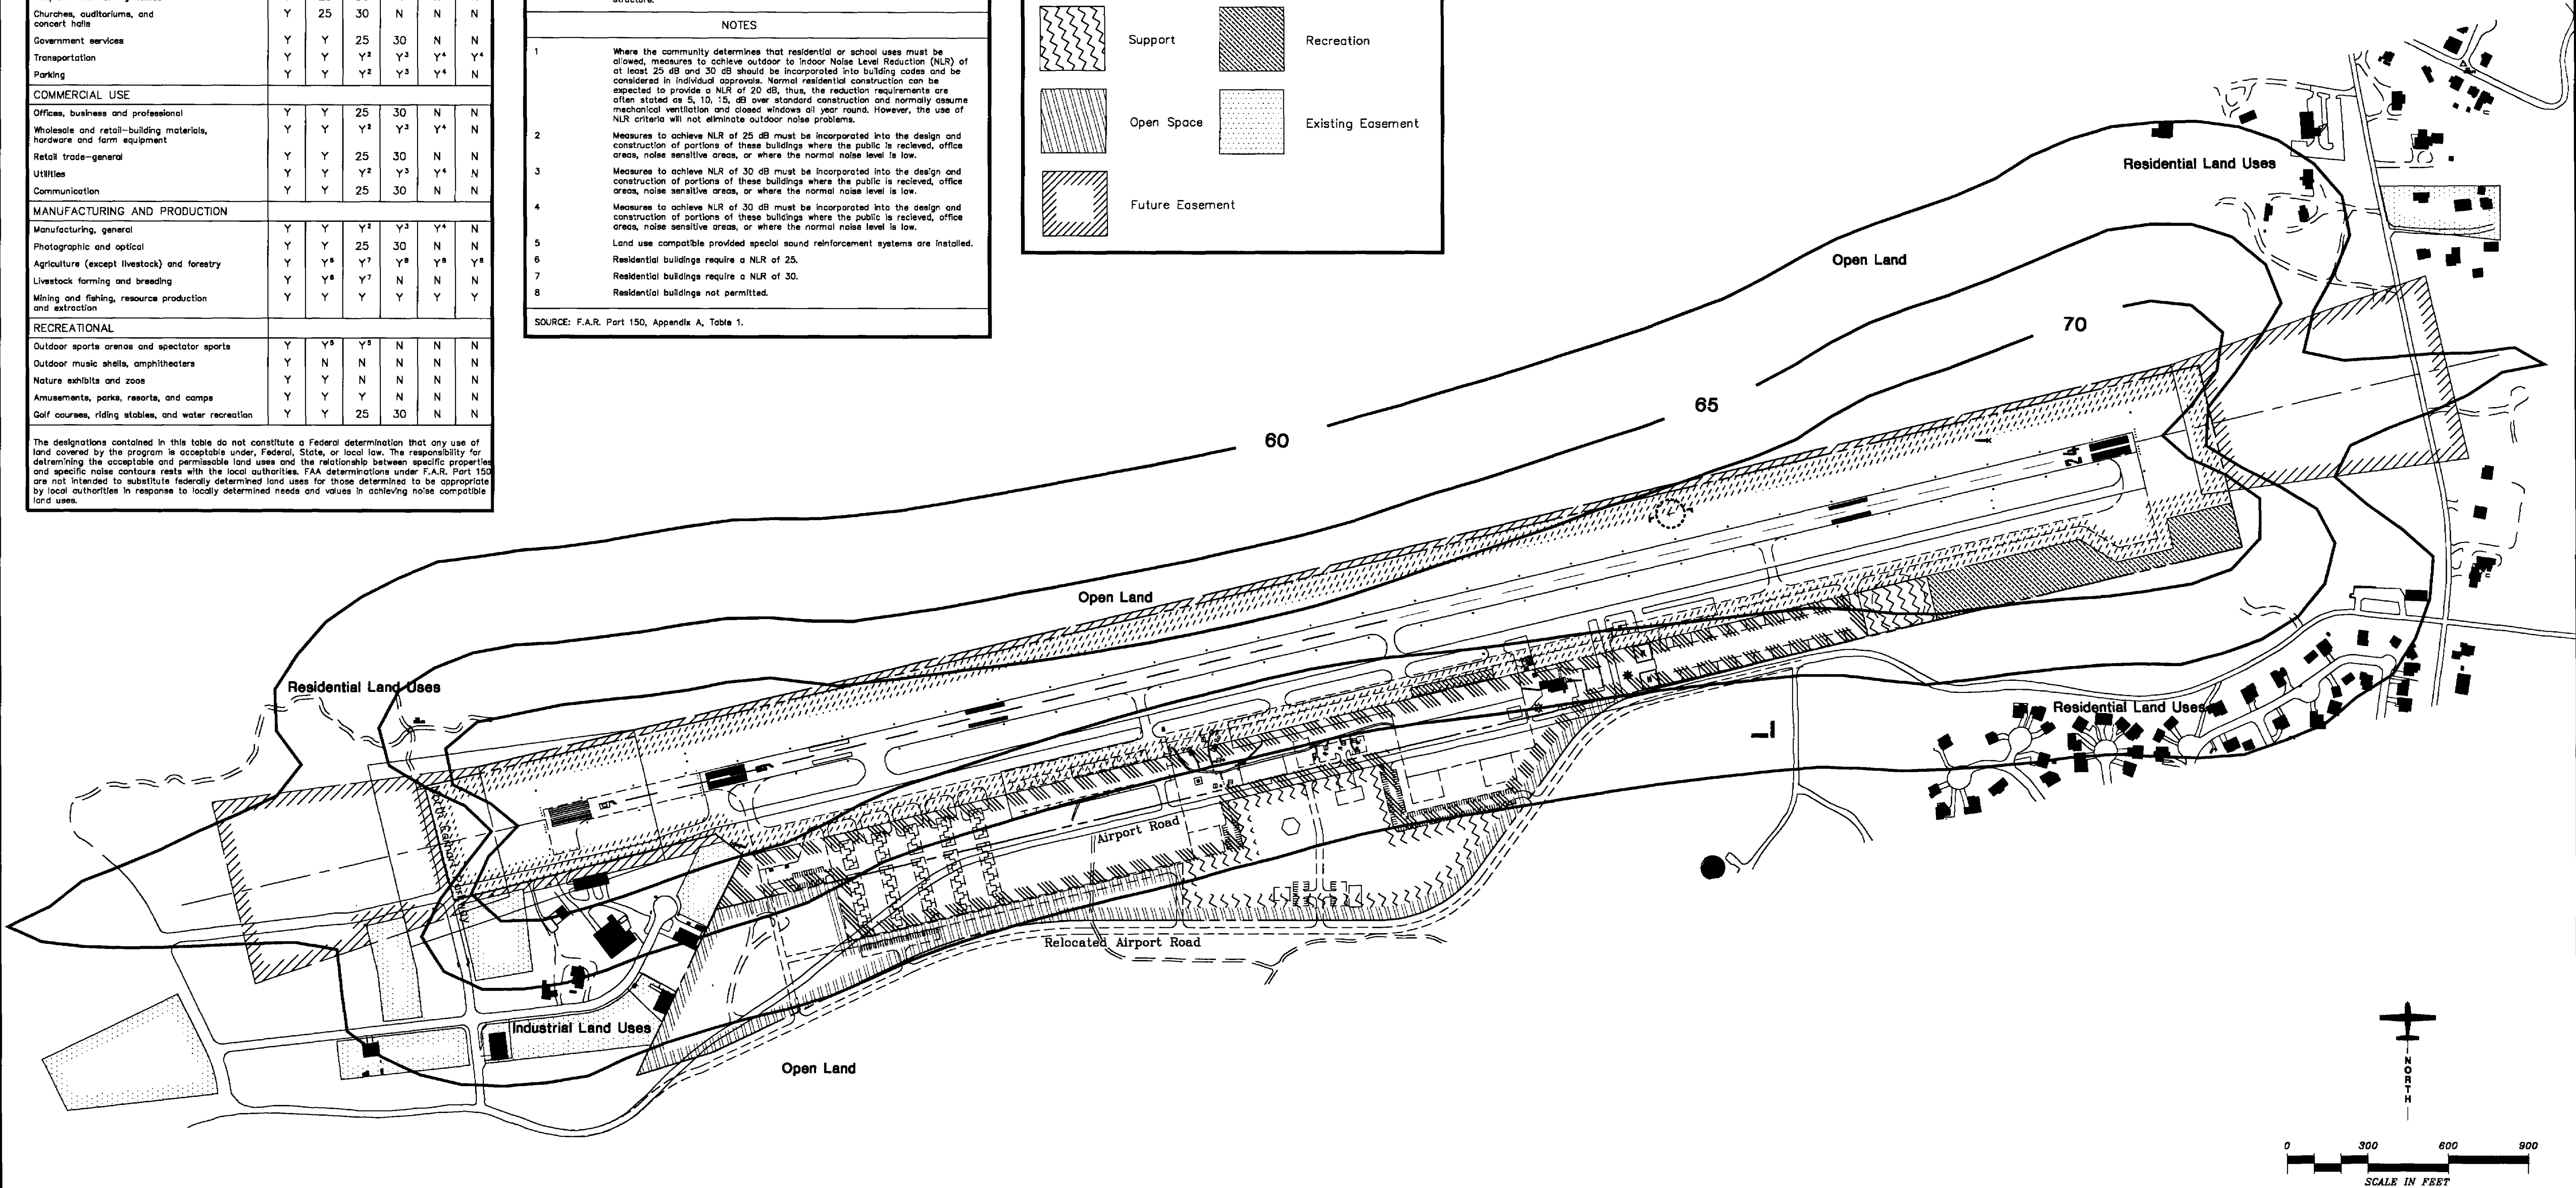 structure.
Churches, auditoriums, and Y 25 30 N N N
concert halls
Government services Y Y 25 30 N N
Transportation Y Y Y2 Y3 Y4 Y4
Parking Y Y Y2 Y3 Y4 N
COMMERCIAL USE
Offices, business and professional Y Y 25 30 N N
Wholesale and retail-building materials, Y Y Y2 Y3 Y4 N
hardware and farm equipment
Retail trade-general Y Y 25 30 N N
Utilities Y Y Y2 Y3 Y4 N
Communication Y Y 25 30 N N
MANUFACTURING AND PRODUCTION
Manufacturing, general Y Y Y2 Y3 Y4 N
Photographic and optical Y Y 25 30 N N
Agriculture (except livestock) and forestry Y Y6 Y7 Y8 Y8 Y8
Livestock farming and breeding Y Y6 Y7 N N N
Mining and fishing, resource production Y Y Y Y Y Y
and extraction
RECREATIONAL
Outdoor sports arenas and spectator sports Y Y5 Y5 N N N
Outdoor music shells, amphitheaters Y N N N N N
Nature exhibits and zoos Y Y N N N N
Amusements, parks, resorts, and camps Y Y Y N N N
Golf courses, riding stables, and water recreation Y Y 25 30 N N
The designations contained in this table do not constitute a Federal determination that any use of
land covered by the program is acceptable under, Federal, State, or local law. The responsibility for
detremining the acceptable and permissable land uses and the relationship between specific properties
and specific noise contours rests with the local authorities. FAA determinations under F.A.R. Part 150
are not intended to substitute federally determined land uses for those determined to be appropriate
by local authorities in response to locally determined needs and values in achieving noise compatible
land uses.
NOTES
1 Where the community determines that residential or school uses must be
allowed, measures to achieve outdoor to indoor Noise Level Reduction (NLR) of
at least 25 dB and 30 dB should be incorporated into building codes and be
considered in individual approvals. Normal residential construction can be
expected to provide a NLR of 20 dB, thus, the reduction requirements are
often stated as 5, 10, 15, dB over standard construction and normally assume
mechanical ventilation and closed windows all year round. However, the use of
NLR criteria will not eliminate outdoor noise problems.
2 Measures to achieve NLR of 25 dB must be incorporated into the design and
construction of portions of these buildings where the public is recieved, office
areas, noise sensitive areas, or where the normal noise level is low.
3 Measures to achieve NLR of 30 dB must be incorporated into the design and
construction of portions of these buildings where the public is recieved, office
areas, noise sensitive areas, or where the normal noise level is low.
4 Measures to achieve NLR of 30 dB must be incorporated into the design and
construction of portions of these buildings where the public is recieved, office
areas, noise sensitive areas, or where the normal noise level is low.
5 Land use compatible provided special sound reinforcement systems are installed.
6 Residential buildings require a NLR of 25.
7 Residential buildings require a NLR of 30.
8 Residential buildings not permitted.
SOURCE: F.A.R. Part 150, Appendix A, Table 1.
Support
Recreation
Open Space
Existing Easement
Future Easement
Residential Land Uses
Open Land
70
65
60
24
Open Land
Residential Land Uses
Residential Land Uses
Airport Road
Relocated Airport Road
Industrial Land Uses
Open Land
NORTH
0 300 600 900
SCALE IN FEET